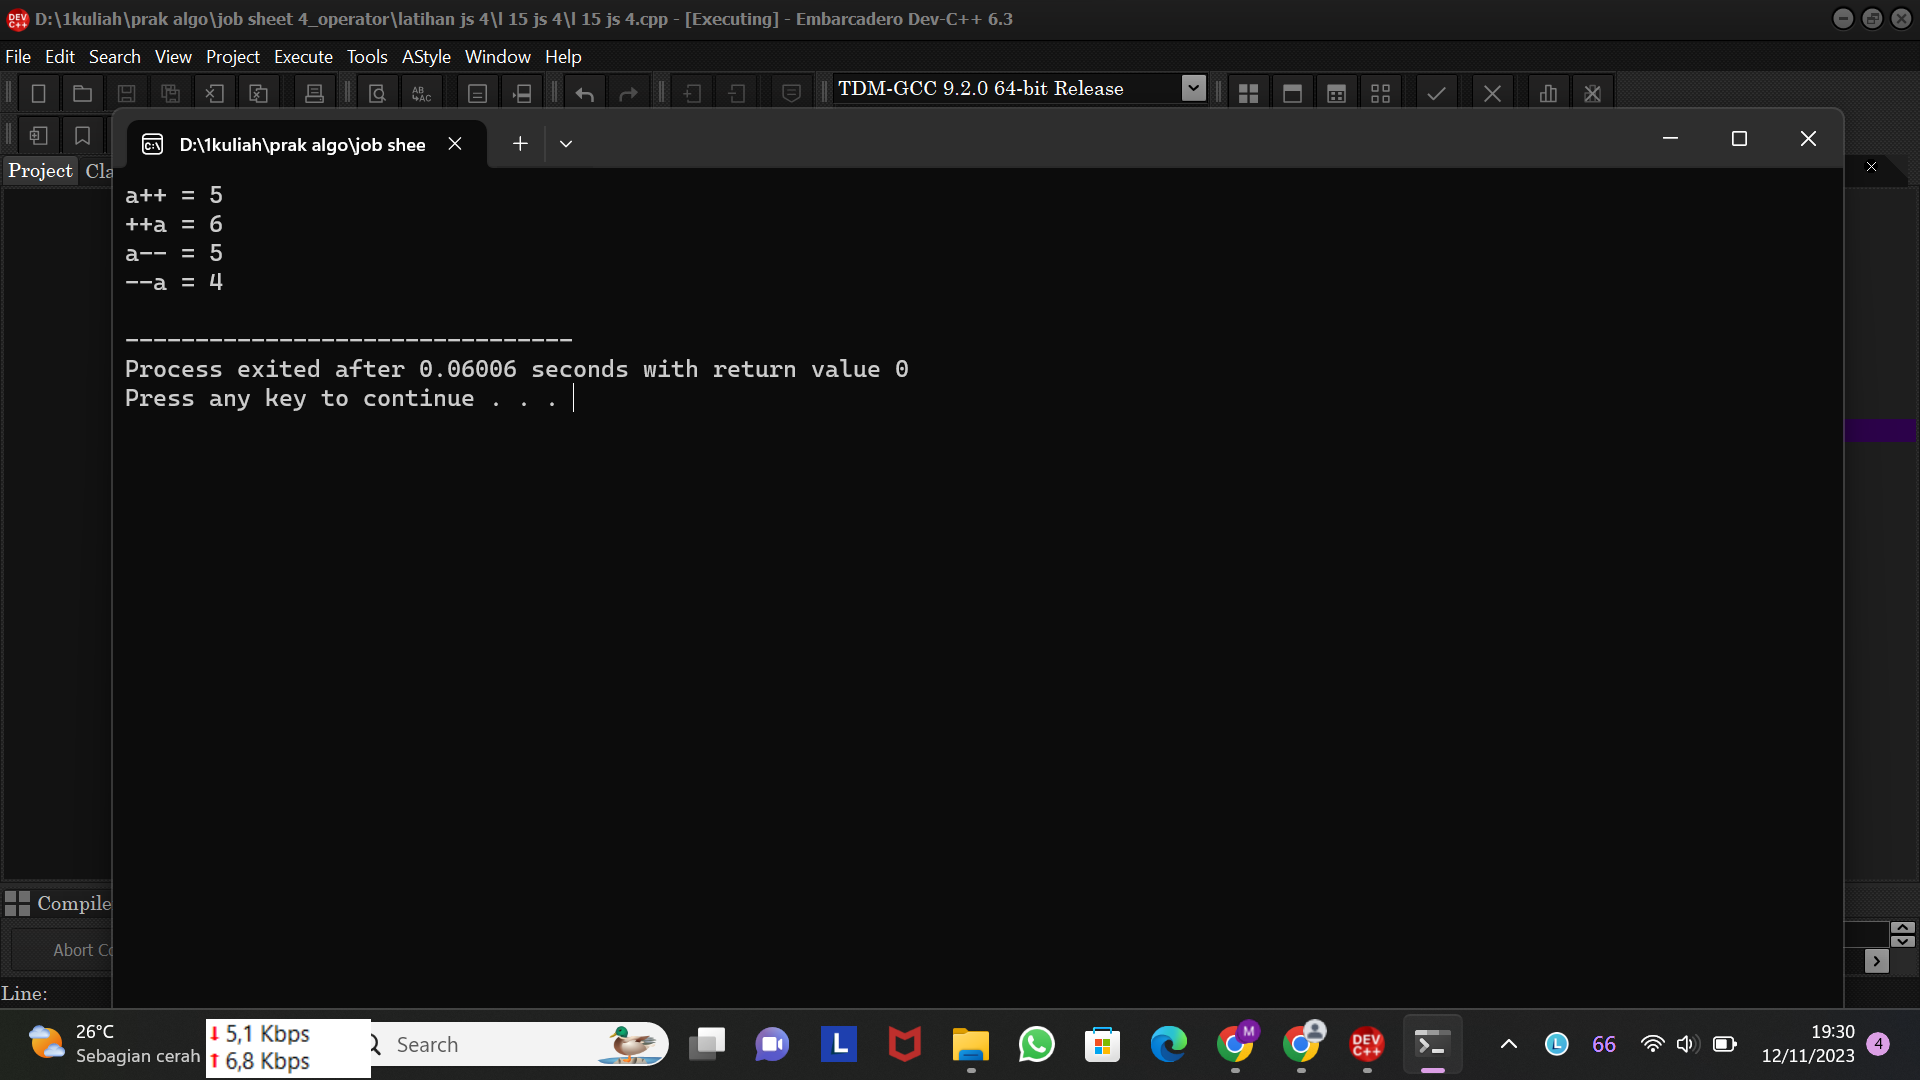 D:\1kuliah\prak algo\job sheet 4_operator\latihan js 4\l 15 js 4\l 15 js 4.cpp - [Executing] - Embarcadero Dev-C++ 6.3
File Edit Search View Project Execute Tools AStyle Window Help
TDM-GCC 9.2.0 64-bit Release
D:\1kuliah\prak algo\job shee
Project Cla
a++ = 5
++a = 6
a-- = 5
--a = 4
--------------------------------
Process exited after 0.06006 seconds with return value 0
Press any key to continue . . .
Compile
Abort Co
Line:
26°C
Sebagian cerah
5,1 Kbps
6,8 Kbps
Search
L
M
DEV
C++
L
66
19:30
12/11/2023
4